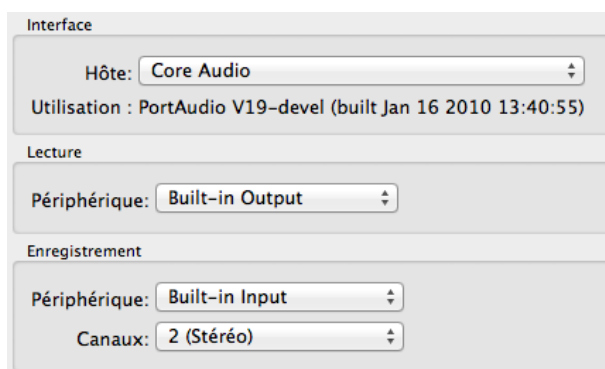 Interface
Hôte: Core Audio
Utilisation : PortAudio V19-devel (built Jan 16 2010 13:40:55)
Lecture
Périphérique: Built-in Output
Enregistrement
Périphérique: Built-in Input
Canaux: 2 (Stéréo)